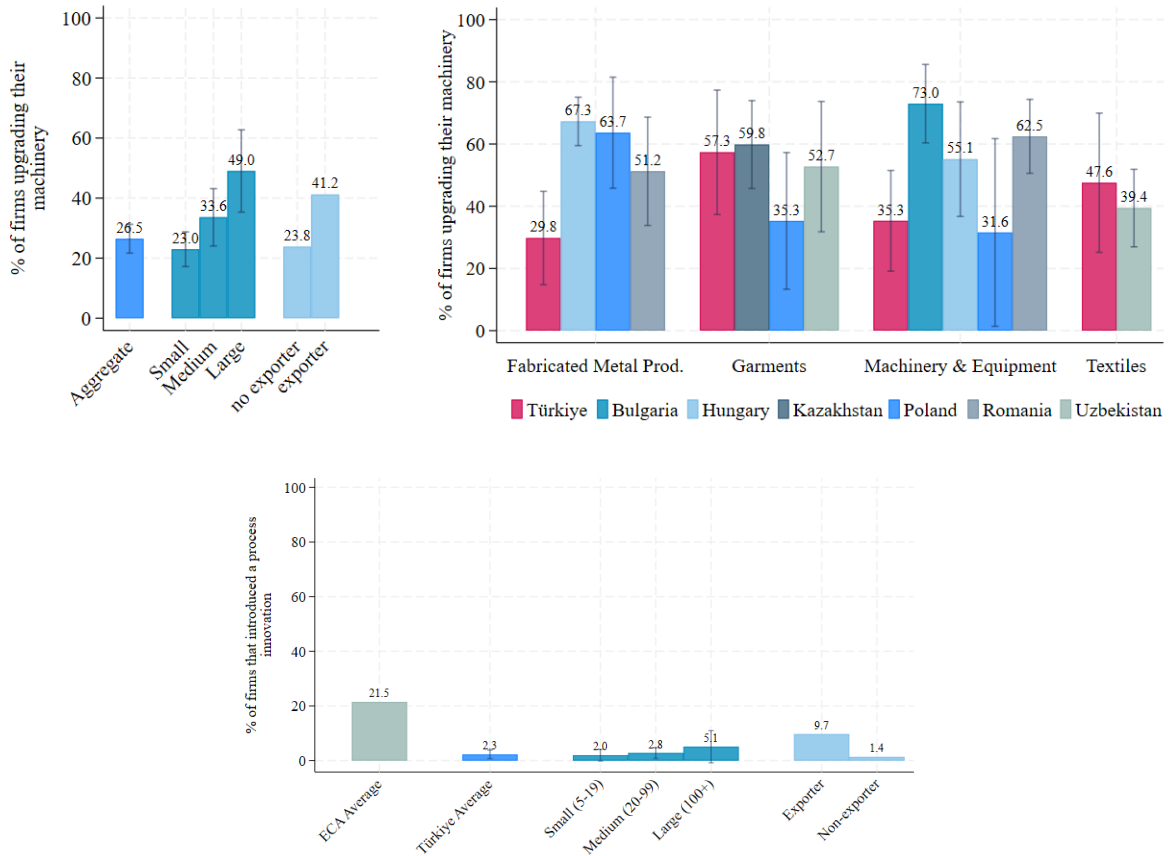 % of firms upgrading their
machinery
100
80
60
40
20
0
26.5
23.0
33.6
49.0
23.8
41.2
Aggregate
Small
Medium
Large
no exporter
exporter
% of firms upgrading their machinery
100
80
60
40
20
0
29.8
67.3
63.7
51.2
57.3
59.8
35.3
52.7
35.3
73.0
55.1
31.6
62.5
47.6
39.4
Fabricated Metal Prod.
Garments
Machinery & Equipment
Textiles
Türkiye Bulgaria Hungary Kazakhstan Poland Romania Uzbekistan
% of firms that introduced a process
innovation
100
80
60
40
20
0
21.5
2.3
2.0
2.8
5.1
9.7
1.4
ECA Average
Türkiye Average
Small (5-19)
Medium (20-99)
Large (100+)
Exporter
Non-exporter